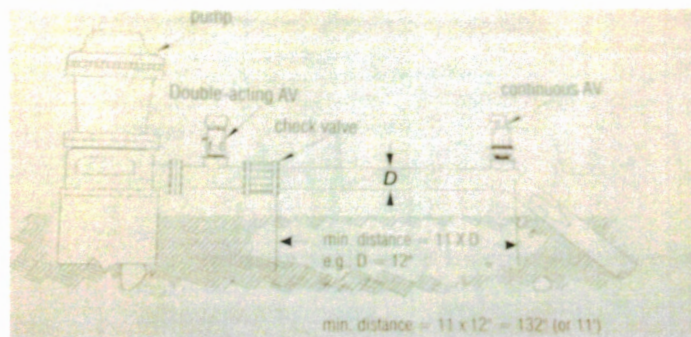 pump
Double-acting AV
continuous AV
check valve
D
min. distance = 11 X D
e.g. D = 12"
min. distance = 11 x 12" = 132" (or 11')